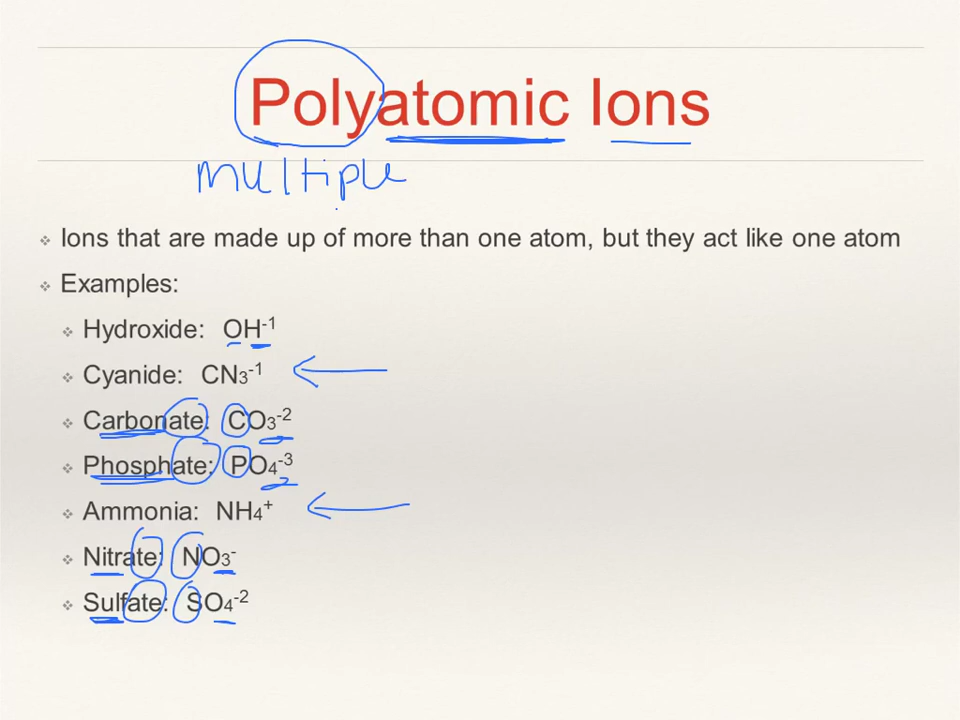 Polyatomic Ions
multiple
❖ Ions that are made up of more than one atom, but they act like one atom
❖ Examples:
❖ Hydroxide: OH⁻¹
❖ Cyanide: CN₃⁻¹
❖ Carbonate: CO₃⁻²
❖ Phosphate: PO₄⁻³
❖ Ammonia: NH₄⁺
❖ Nitrate: NO₃⁻
❖ Sulfate: SO₄⁻²